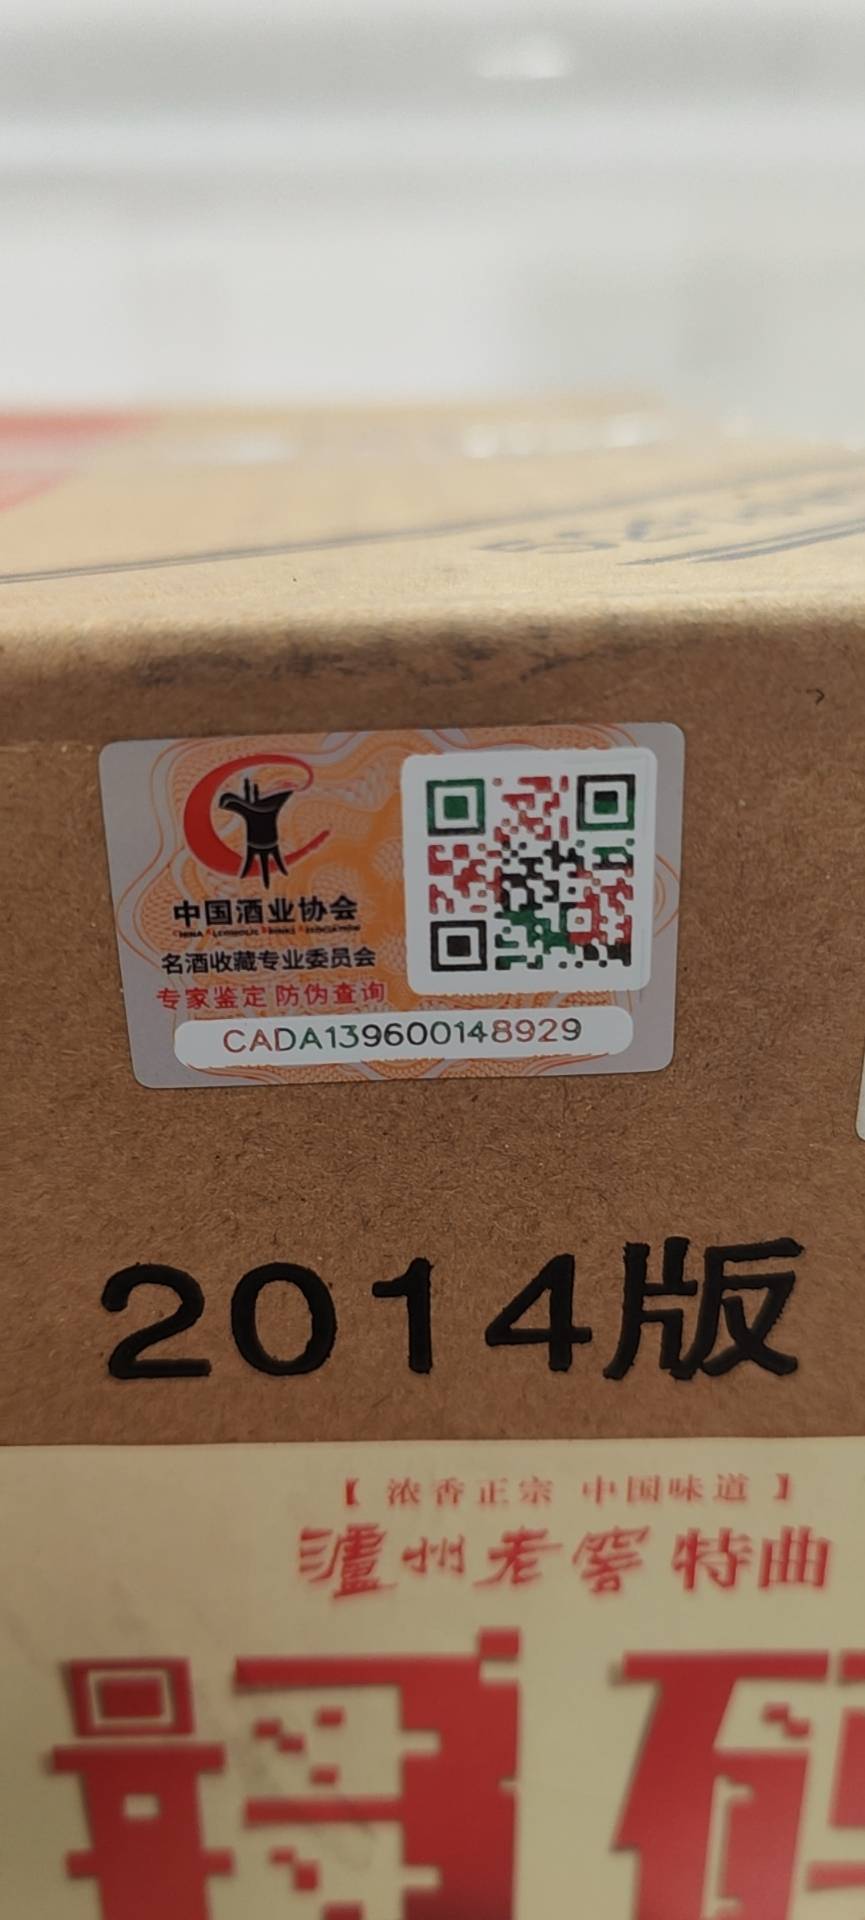 中国酒业协会
名酒收藏专业委员会
专家鉴定 防伪查询
CADA139600148929
2014版
【 浓香正宗 中国味道 】
泸州老窖 特曲